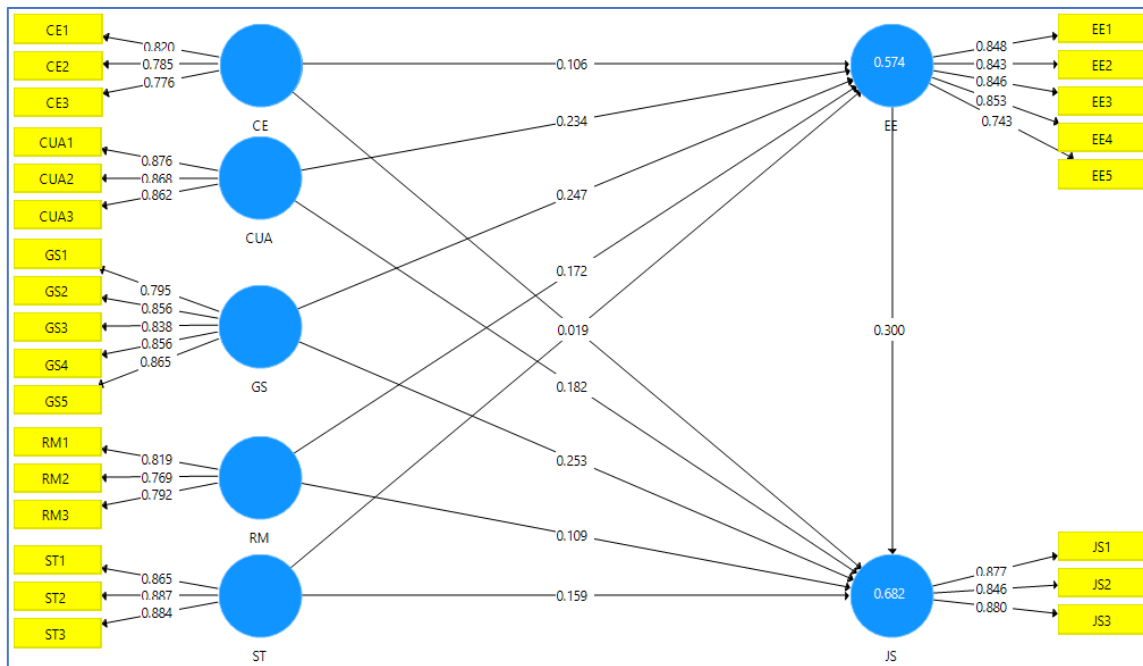 CE1
CE2
CE3
0.820
0.785
0.776
CE
CUA1
CUA2
CUA3
0.876
0.868
0.862
CUA
GS1
GS2
GS3
GS4
GS5
0.795
0.856
0.838
0.856
0.865
GS
RM1
RM2
RM3
0.819
0.769
0.792
RM
ST1
ST2
ST3
0.865
0.887
0.884
ST
0.106
0.234
0.247
0.172
0.019
0.182
0.253
0.109
0.159
0.574
EE
0.300
0.682
JS
0.848
0.843
0.846
0.853
0.743
EE1
EE2
EE3
EE4
EE5
0.877
0.846
0.880
JS1
JS2
JS3